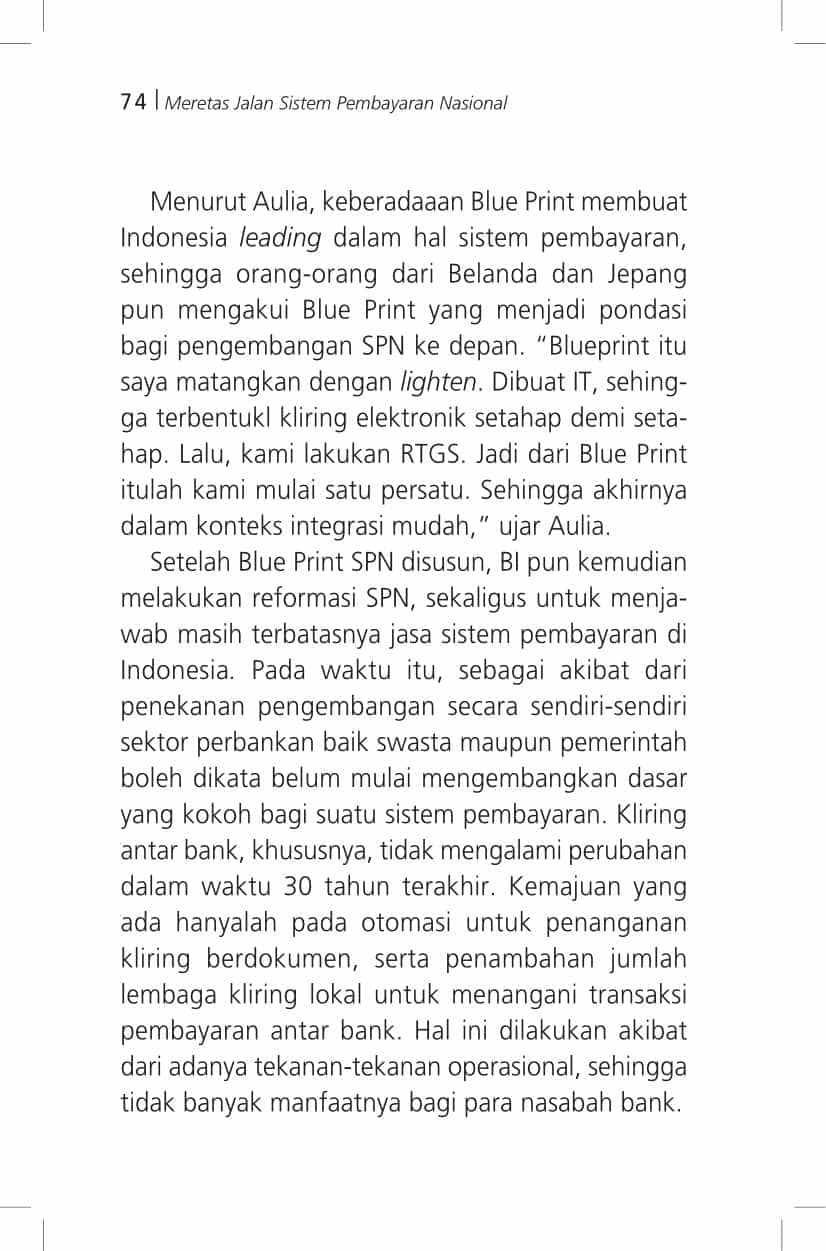 74 | Meretas Jalan Sistem Pembayaran Nasional
Menurut Aulia, keberadaaan Blue Print membuat
Indonesia leading dalam hal sistem pembayaran,
sehingga orang-orang dari Belanda dan Jepang
pun mengakui Blue Print yang menjadi pondasi
bagi pengembangan SPN ke depan. “Blueprint itu
saya matangkan dengan lighten. Dibuat IT, sehing-
ga terbentukl kliring elektronik setahap demi seta-
hap. Lalu, kami lakukan RTGS. Jadi dari Blue Print
itulah kami mulai satu persatu. Sehingga akhirnya
dalam konteks integrasi mudah,” ujar Aulia.
Setelah Blue Print SPN disusun, BI pun kemudian
melakukan reformasi SPN, sekaligus untuk menja-
wab masih terbatasnya jasa sistem pembayaran di
Indonesia. Pada waktu itu, sebagai akibat dari
penekanan pengembangan secara sendiri-sendiri
sektor perbankan baik swasta maupun pemerintah
boleh dikata belum mulai mengembangkan dasar
yang kokoh bagi suatu sistem pembayaran. Kliring
antar bank, khususnya, tidak mengalami perubahan
dalam waktu 30 tahun terakhir. Kemajuan yang
ada hanyalah pada otomasi untuk penanganan
kliring berdokumen, serta penambahan jumlah
lembaga kliring lokal untuk menangani transaksi
pembayaran antar bank. Hal ini dilakukan akibat
dari adanya tekanan-tekanan operasional, sehingga
tidak banyak manfaatnya bagi para nasabah bank.